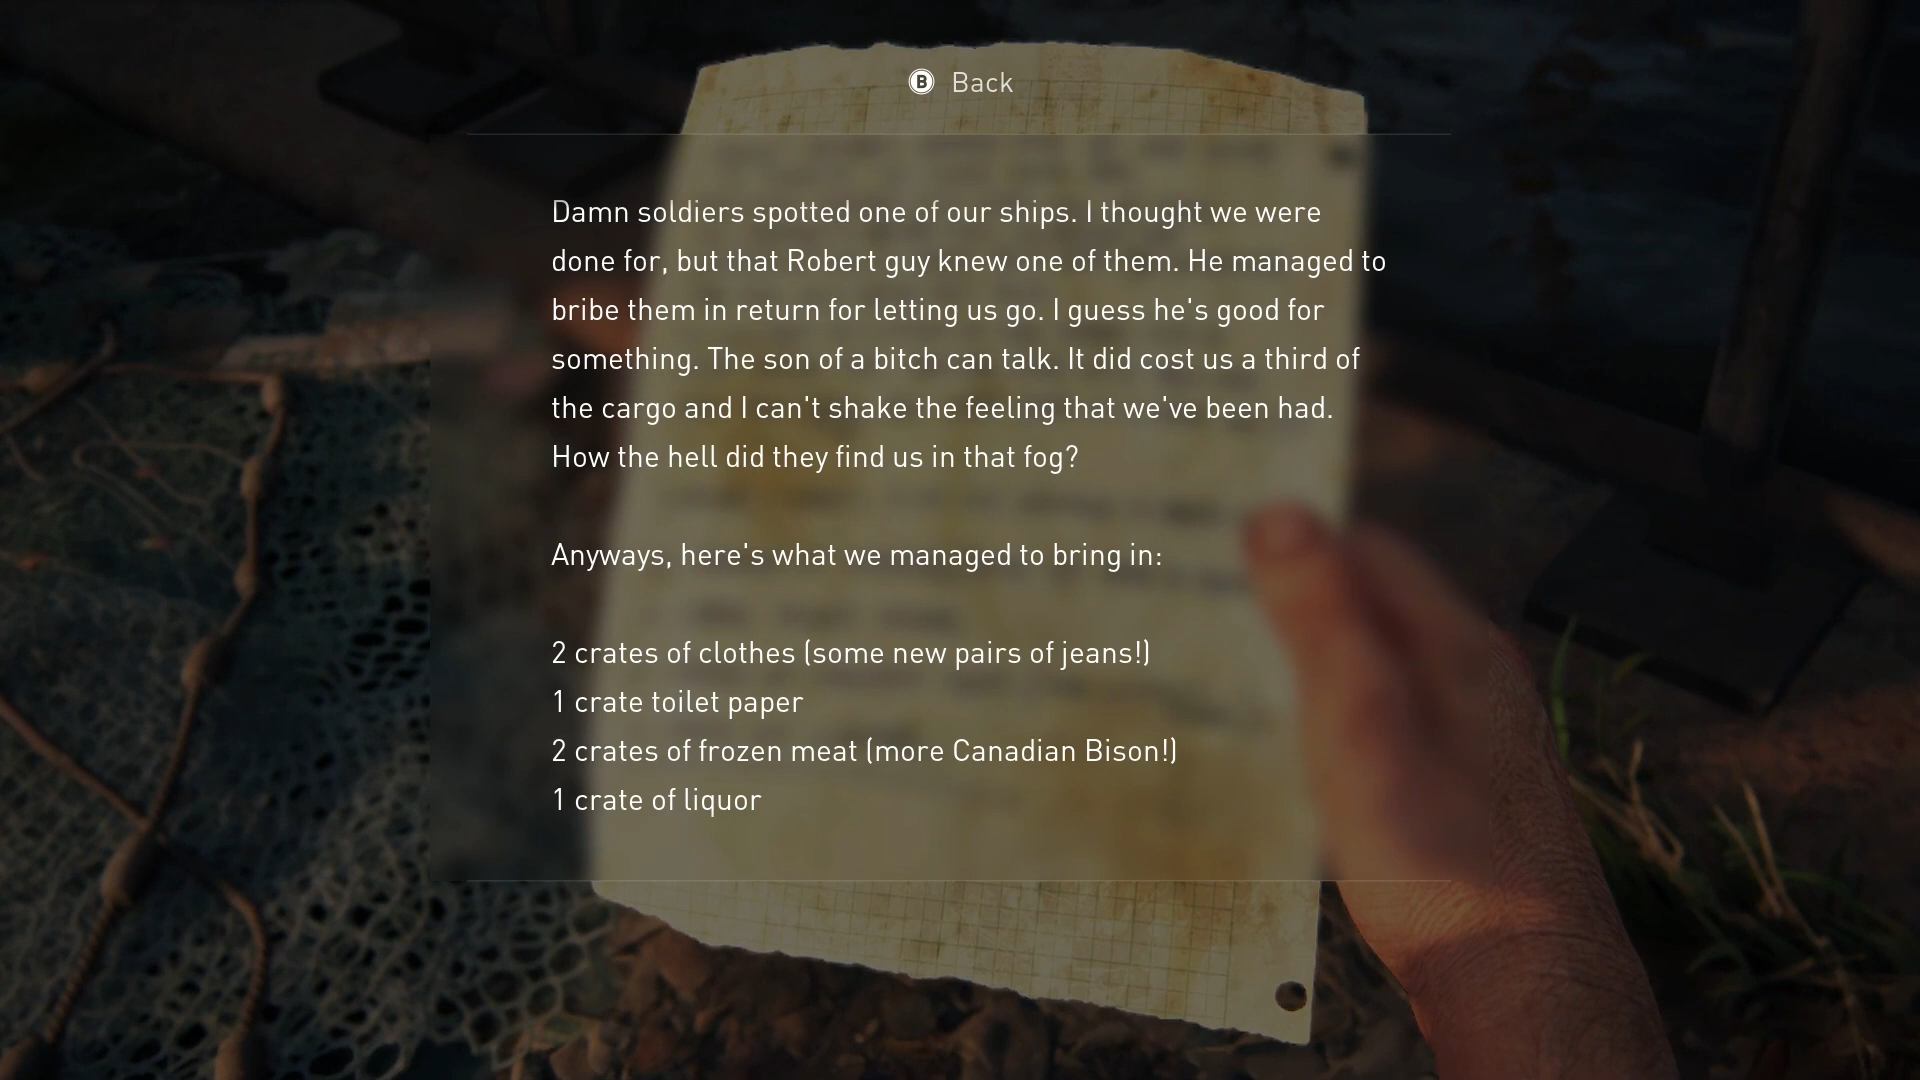 B Back
Damn soldiers spotted one of our ships. I thought we were
done for, but that Robert guy knew one of them. He managed to
bribe them in return for letting us go. I guess he's good for
something. The son of a bitch can talk. It did cost us a third of
the cargo and I can't shake the feeling that we've been had.
How the hell did they find us in that fog?
Anyways, here's what we managed to bring in:
2 crates of clothes (some new pairs of jeans!)
1 crate toilet paper
2 crates of frozen meat (more Canadian Bison!)
1 crate of liquor